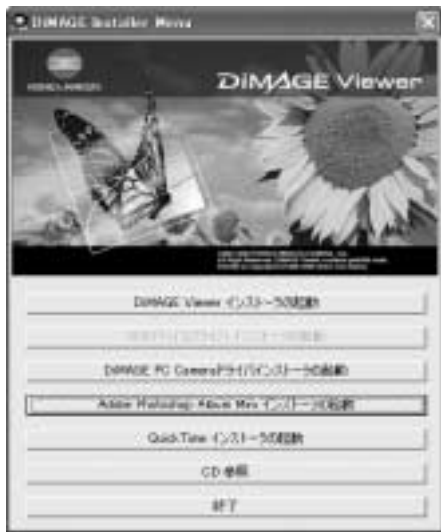 DiMAGE Installer Menu
KONICA MINOLTA
DiMAGE Viewer
DiMAGE Viewer インストーラの起動
DiMAGE PC Cameraドライバインストーラの起動
Adobe Photoshop Album Mini インストーラの起動
QuickTime インストーラの起動
CD 参照
終了